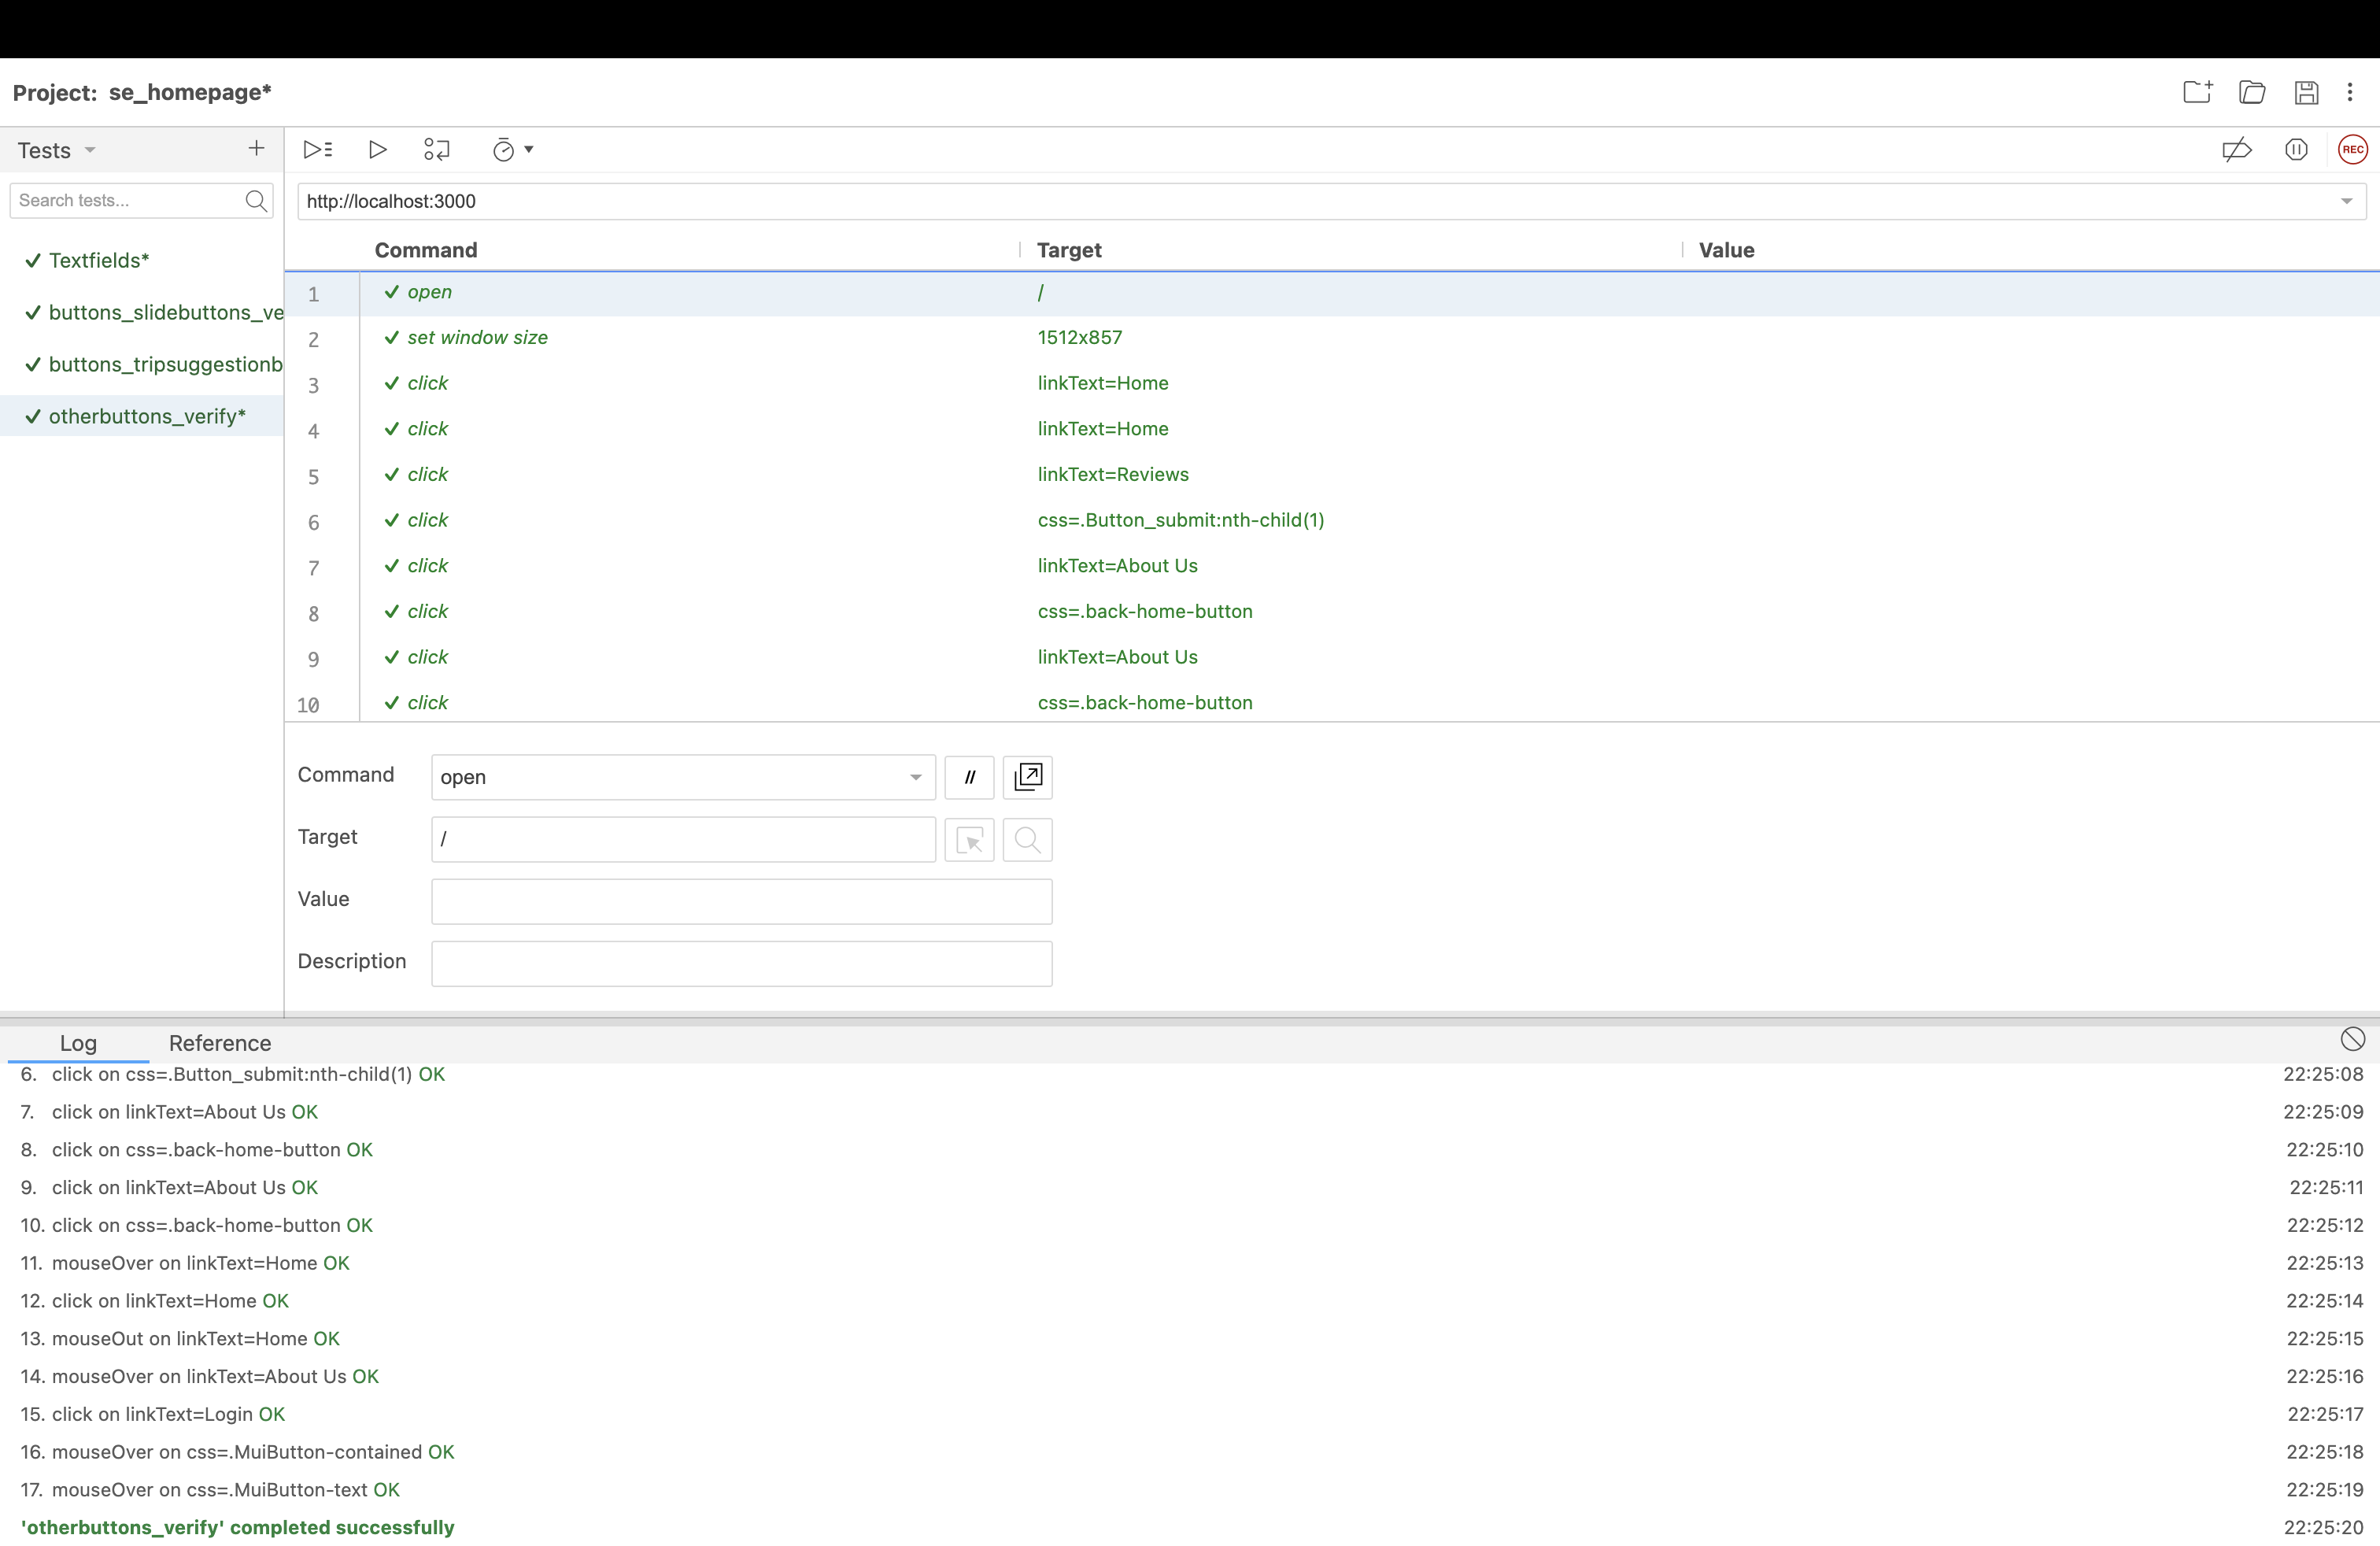 Project: se_homepage*
Tests
REC
Search tests...
http://localhost:3000
Textfields*
buttons_slidebuttons_ve
buttons_tripsuggestionb
otherbuttons_verify*
Command Target Value
1 open /
2 set window size 1512x857
3 click linkText=Home
4 click linkText=Home
5 click linkText=Reviews
6 click css=.Button_submit:nth-child(1)
7 click linkText=About Us
8 click css=.back-home-button
9 click linkText=About Us
10 click css=.back-home-button
Command open //
Target /
Value
Description
Log Reference
6. click on css=.Button_submit:nth-child(1) OK 22:25:08
7. click on linkText=About Us OK 22:25:09
8. click on css=.back-home-button OK 22:25:10
9. click on linkText=About Us OK 22:25:11
10. click on css=.back-home-button OK 22:25:12
11. mouseOver on linkText=Home OK 22:25:13
12. click on linkText=Home OK 22:25:14
13. mouseOut on linkText=Home OK 22:25:15
14. mouseOver on linkText=About Us OK 22:25:16
15. click on linkText=Login OK 22:25:17
16. mouseOver on css=.MuiButton-contained OK 22:25:18
17. mouseOver on css=.MuiButton-text OK 22:25:19
'otherbuttons_verify' completed successfully 22:25:20